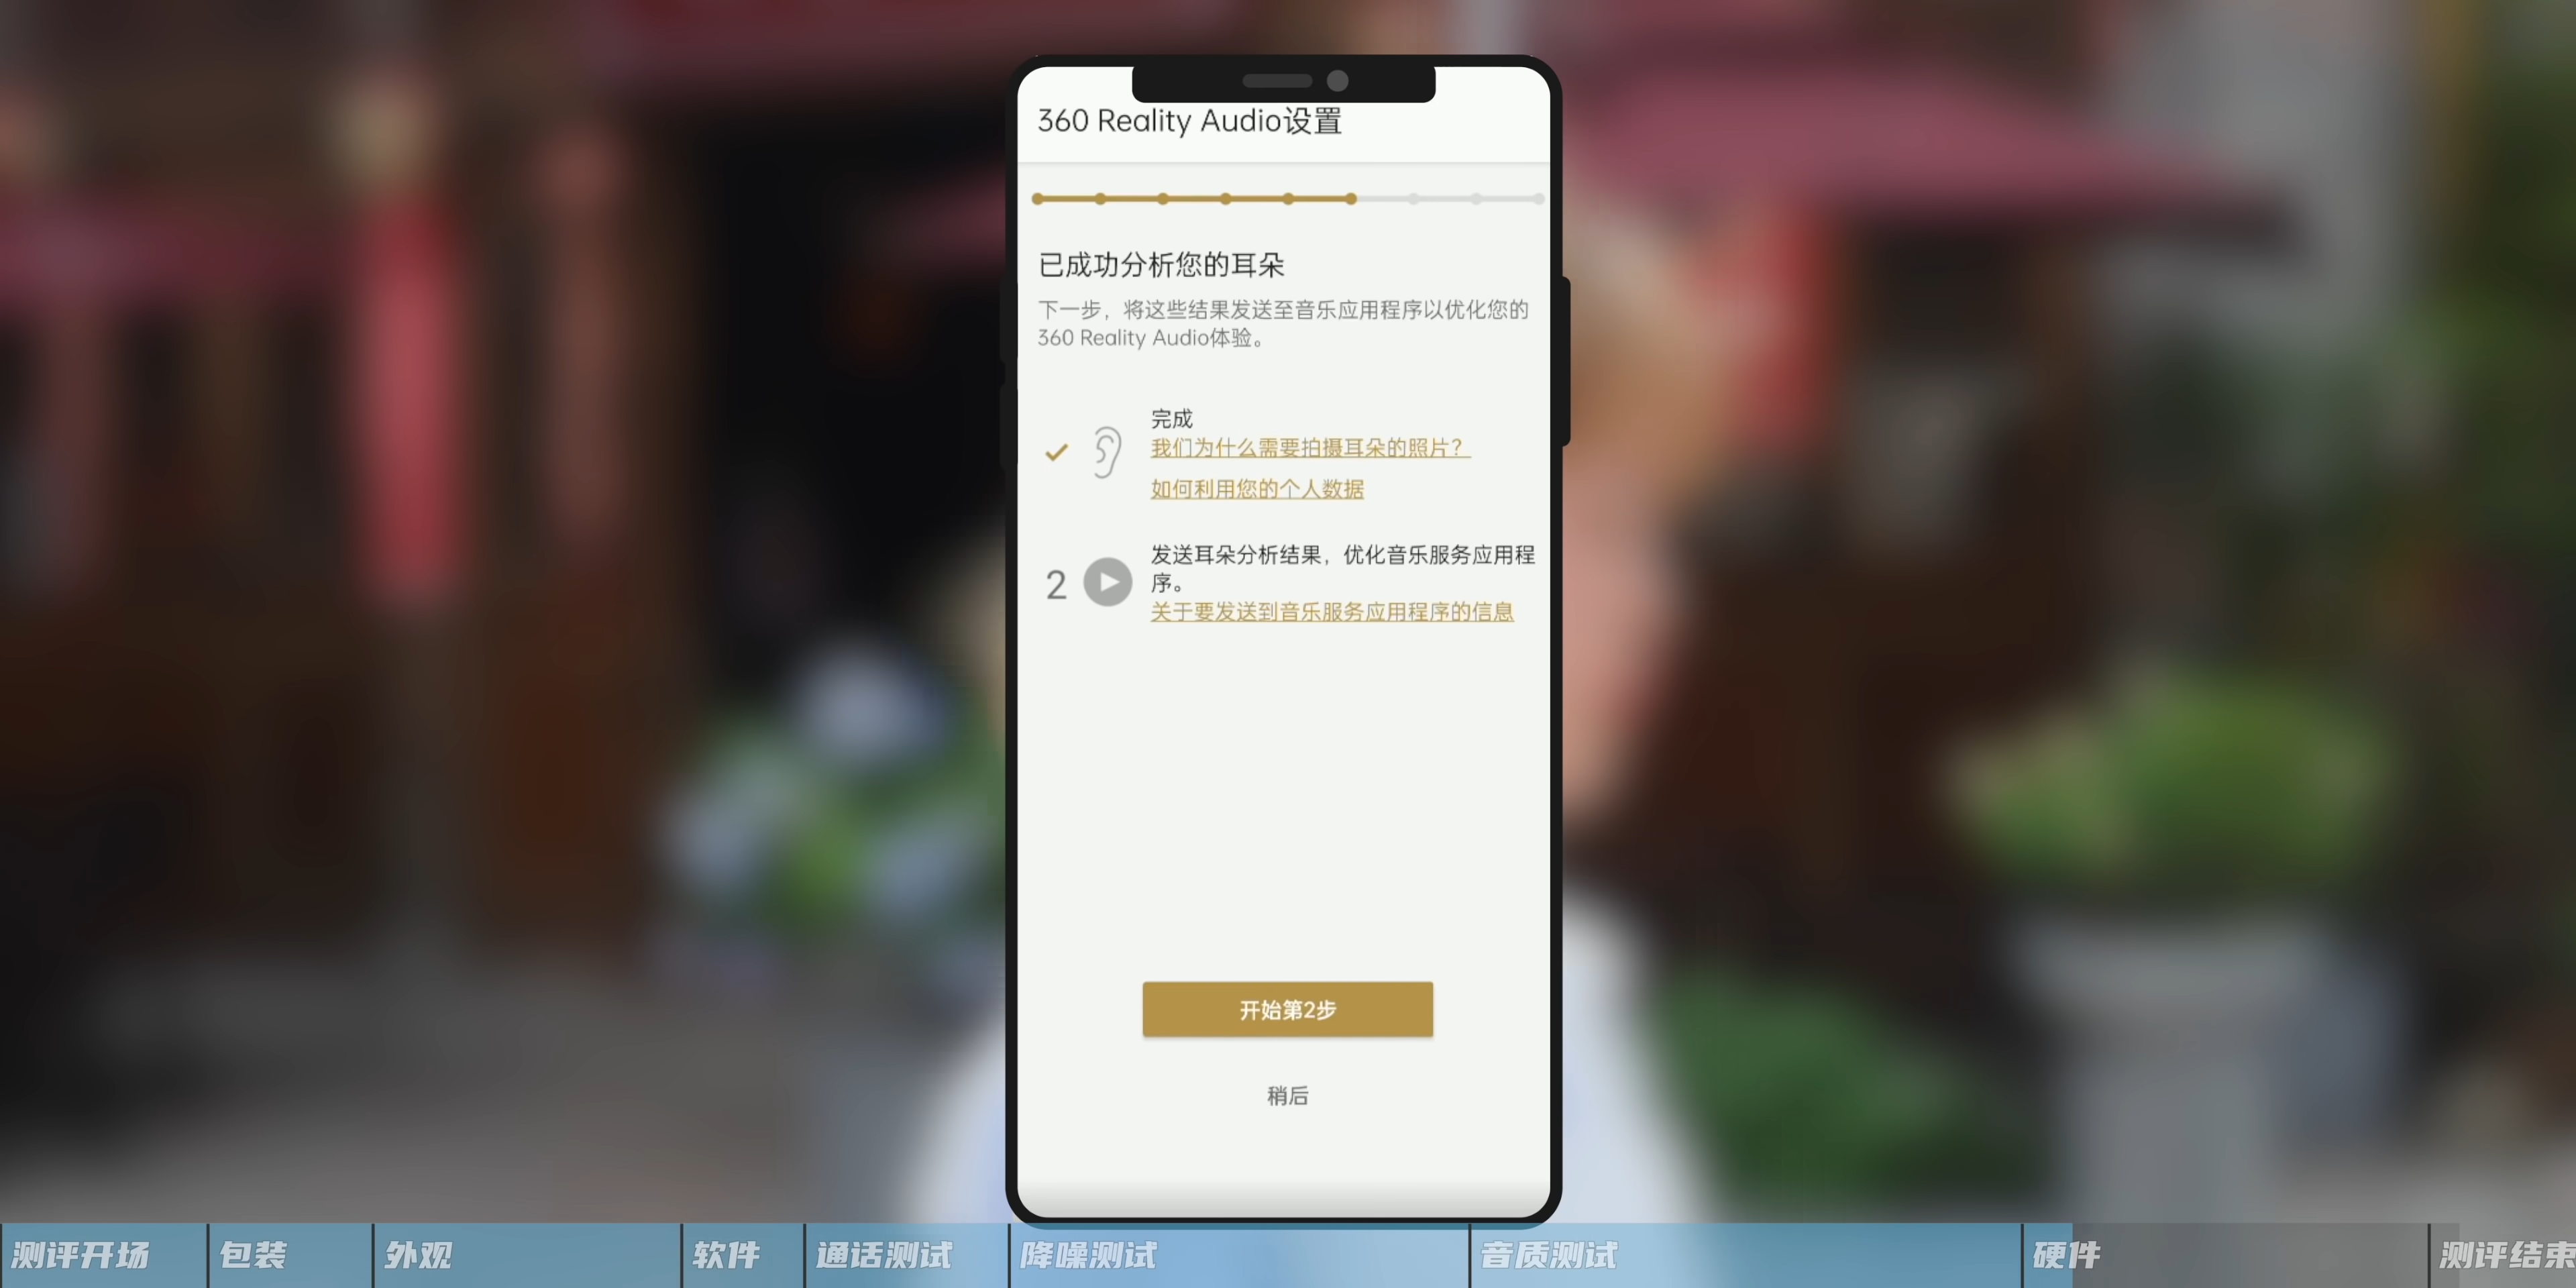 360 Reality Audio设置
已成功分析您的耳朵
下一步，将这些结果发送至音乐应用程序以优化您的
360 Reality Audio体验。
完成
我们为什么需要拍摄耳朵的照片？
如何利用您的个人数据
2
发送耳朵分析结果，优化音乐服务应用程
序。
关于要发送到音乐服务应用程序的信息
开始第2步
稍后
测评开场 包装 外观 软件 通话测试 降噪测试 音质测试 硬件 测评结束